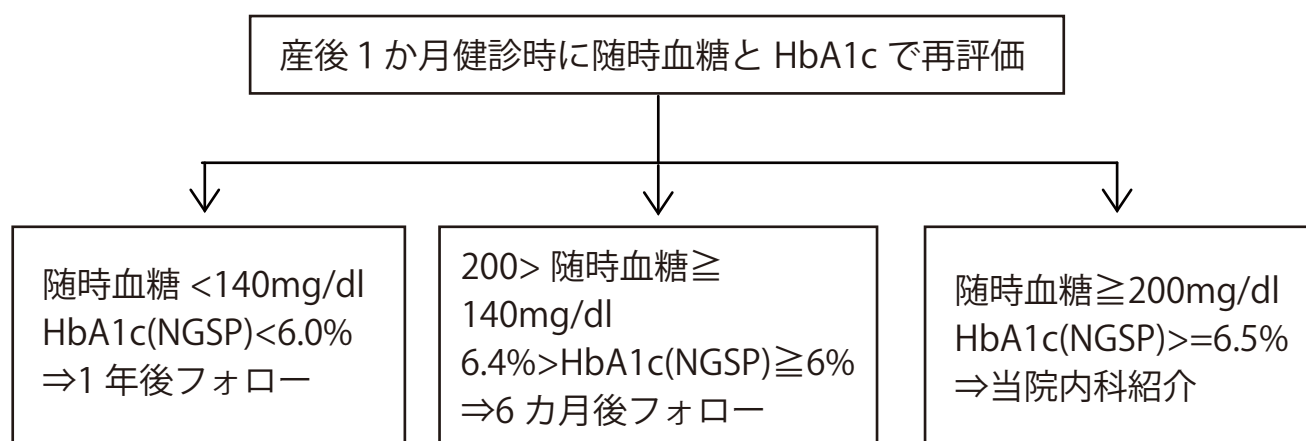 産後 1 か月健診時に随時血糖と HbA1c で再評価
随時血糖 <140mg/dl
HbA1c(NGSP)<6.0%
⇒1 年後フォロー
200> 随時血糖≧
140mg/dl
6.4%>HbA1c(NGSP)≧6%
⇒6 カ月後フォロー
随時血糖≧200mg/dl
HbA1c(NGSP)>=6.5%
⇒当院内科紹介